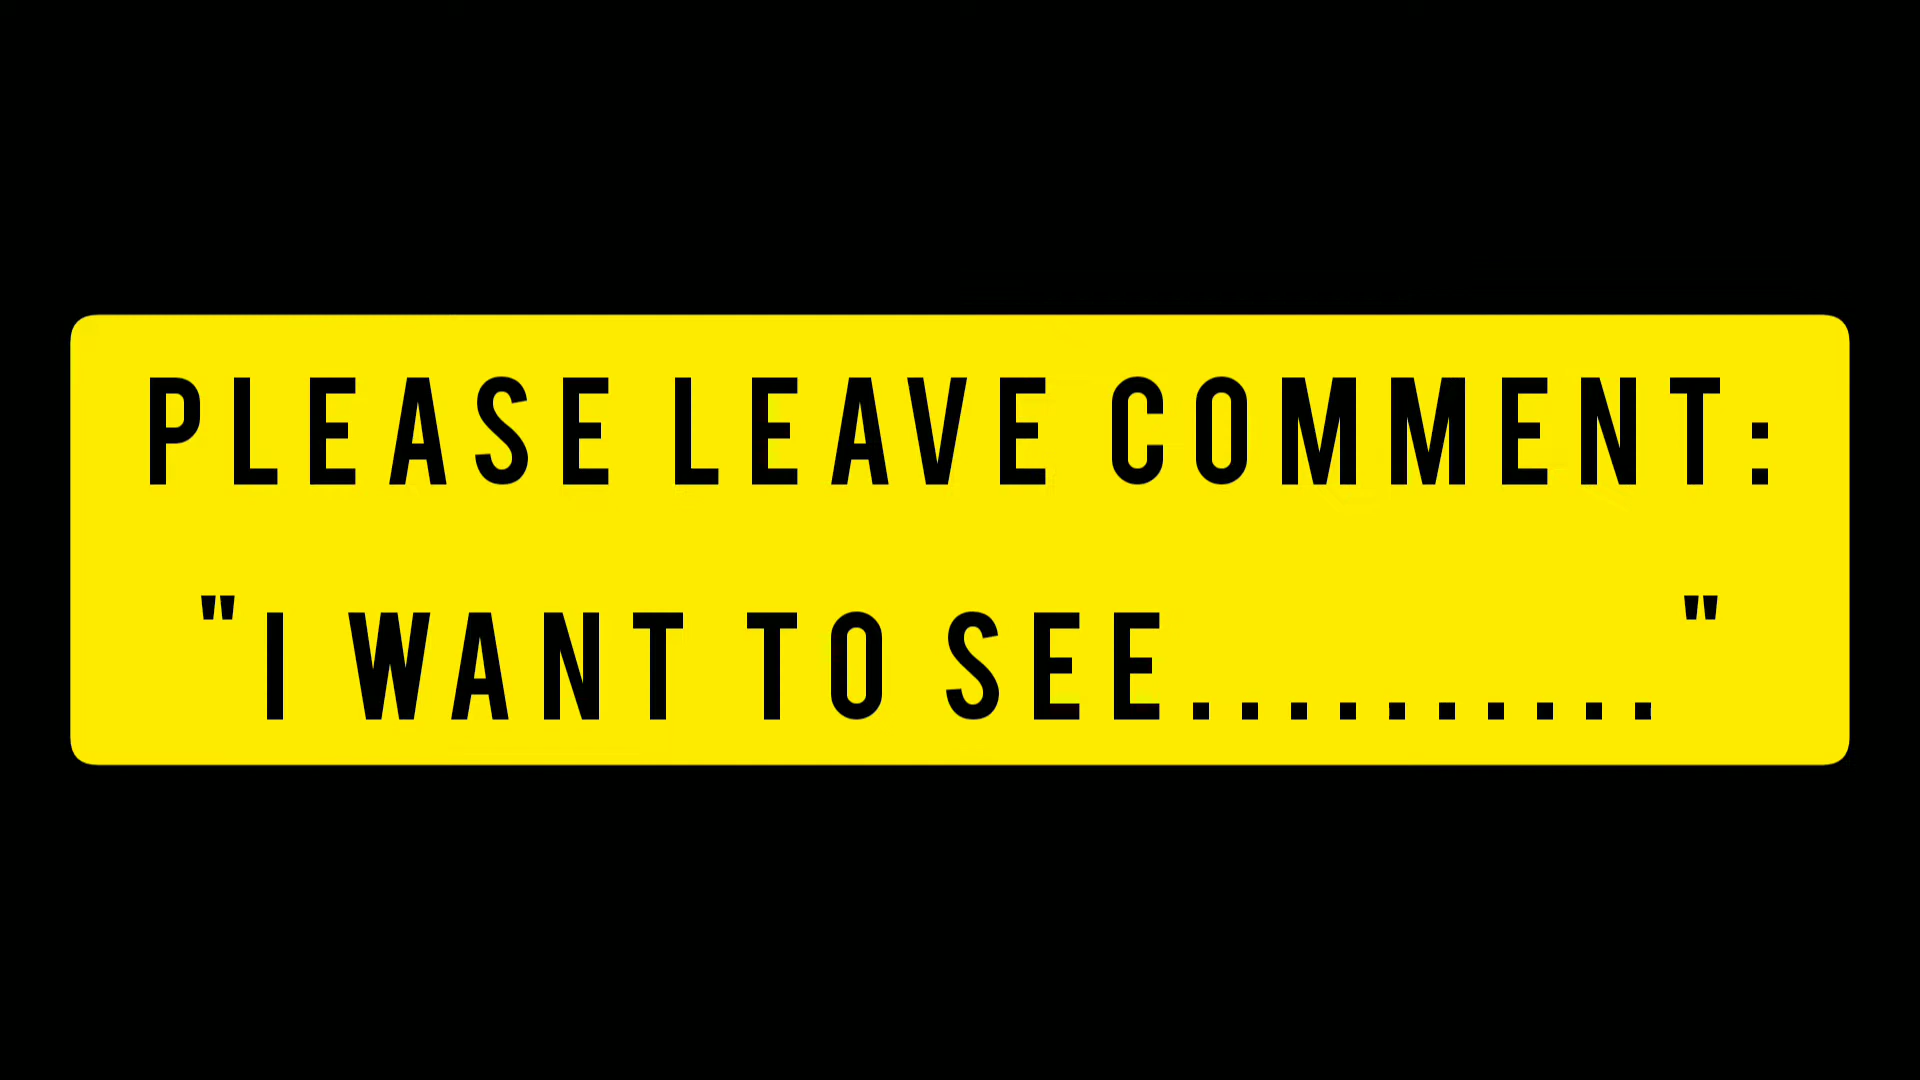 PLEASE LEAVE COMMENT:
"I WANT TO SEE.........."